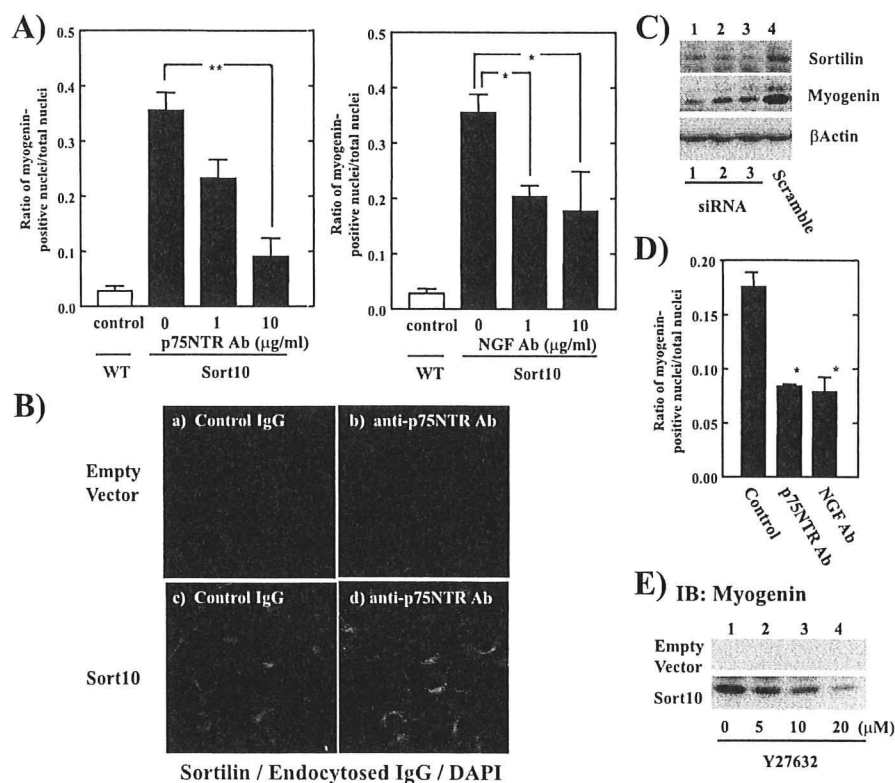 A)
0.4
0.3
0.2
0.1
0.0
Ratio of myogenin-
positive nuclei/total nuclei
**
control
0
1
10
p75NTR Ab (μg/ml)
WT
Sort10
0.5
0.4
0.3
0.2
0.1
0.0
Ratio of myogenin-
positive nuclei/total nuclei
*
*
control
0
1
10
NGF Ab (μg/ml)
WT
Sort10
B)
a) Control IgG
b) anti-p75NTR Ab
Empty
Vector
c) Control IgG
d) anti-p75NTR Ab
Sort10
Sortilin / Endocytosed IgG / DAPI
C)
1 2 3 4
Sortilin
Myogenin
βActin
1 2 3
siRNA
Scramble
D)
0.20
0.15
0.10
0.05
0.00
Ratio of myogenin-
positive nuclei/total nuclei
*
*
Control
p75NTR Ab
NGF Ab
E) IB: Myogenin
1 2 3 4
Empty
Vector
Sort10
0 5 10 20 (μM)
Y27632